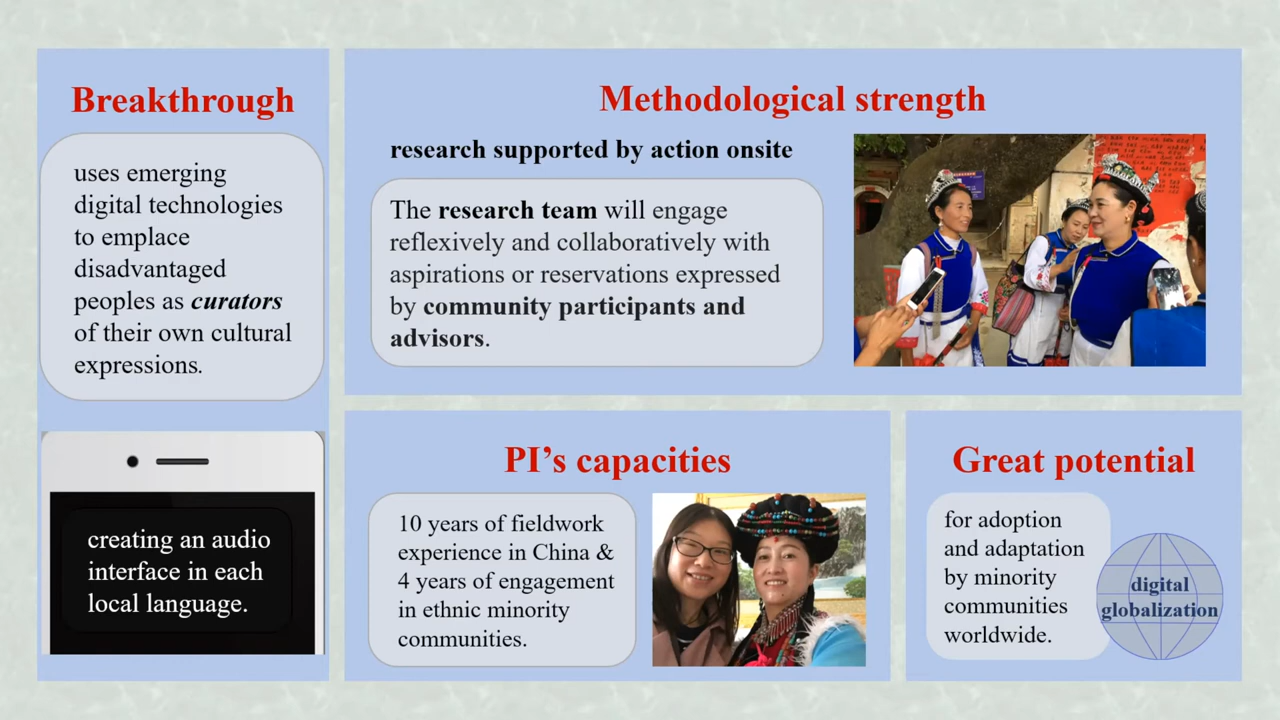 Breakthrough
uses emerging
digital technologies
to emplace
disadvantaged
peoples as curators
of their own cultural
expressions.
creating an audio
interface in each
local language.
Methodological strength
research supported by action onsite
The research team will engage
reflexively and collaboratively with
aspirations or reservations expressed
by community participants and
advisors.
PI’s capacities
10 years of fieldwork
experience in China &
4 years of engagement
in ethnic minority
communities.
Great potential
for adoption
and adaptation
by minority
communities
worldwide.
digital
globalization